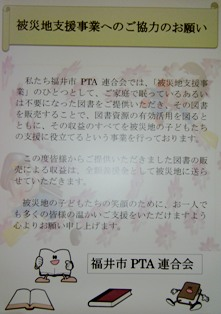 被災地支援事業へのご協力のお願い
私たち福井市 PTA 連合会では、「被災地支援事
業」のひとつとして、ご家庭で眠っているあるい
は不要になった図書をご提供いただき、その図書
を販売することで、図書資源の有効活用を図ると
ともに、その収益のすべてを被災地の子どもたち
の支援に役立てるという事業を行っております。
この度皆様からご提供いただきました図書の販
売による収益は、全額義援金として被災地に送ら
せていただきます。
被災地の子どもたちの笑顔のために、お一人で
も多くの皆様の温かいご支援をいただけますよう
心よりお願い申し上げます。
福井市 PTA 連合会